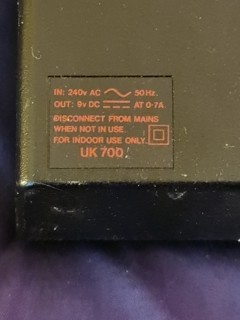 IN: 240v AC 50Hz.
OUT: 9v DC AT 0·7A
DISCONNECT FROM MAINS
WHEN NOT IN USE.
FOR INDOOR USE ONLY.
UK 700.